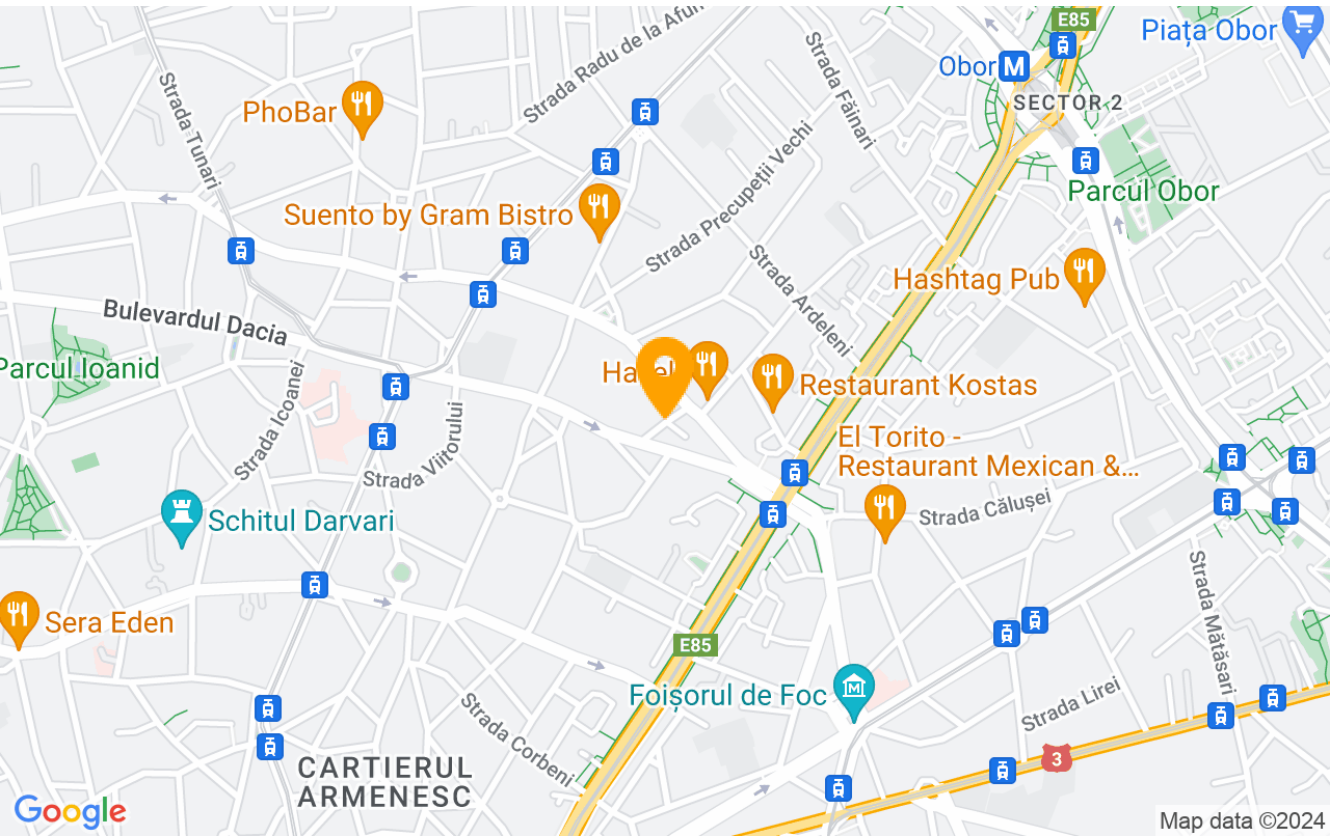 E85
Piața Obor
Strada Radu de la Afum
Strada Făinari
Obor M
SECTOR 2
Strada Tunari
PhoBar
Strada Precupeții Vechi
Parcul Obor
Suento by Gram Bistro
Strada Ardeleni
Hashtag Pub
Bulevardul Dacia
Parcul Ioanid
Restaurant Kostas
Strada Icoanei
Strada Viitorului
El Torito -
Restaurant Mexican &...
Strada Călușei
Schitul Darvari
Strada Mătăsari
Sera Eden
E85
Foișorul de Foc
Strada Lirei
Strada Corbeni
3
CARTIERUL
ARMENESC
Google
Map data ©2024